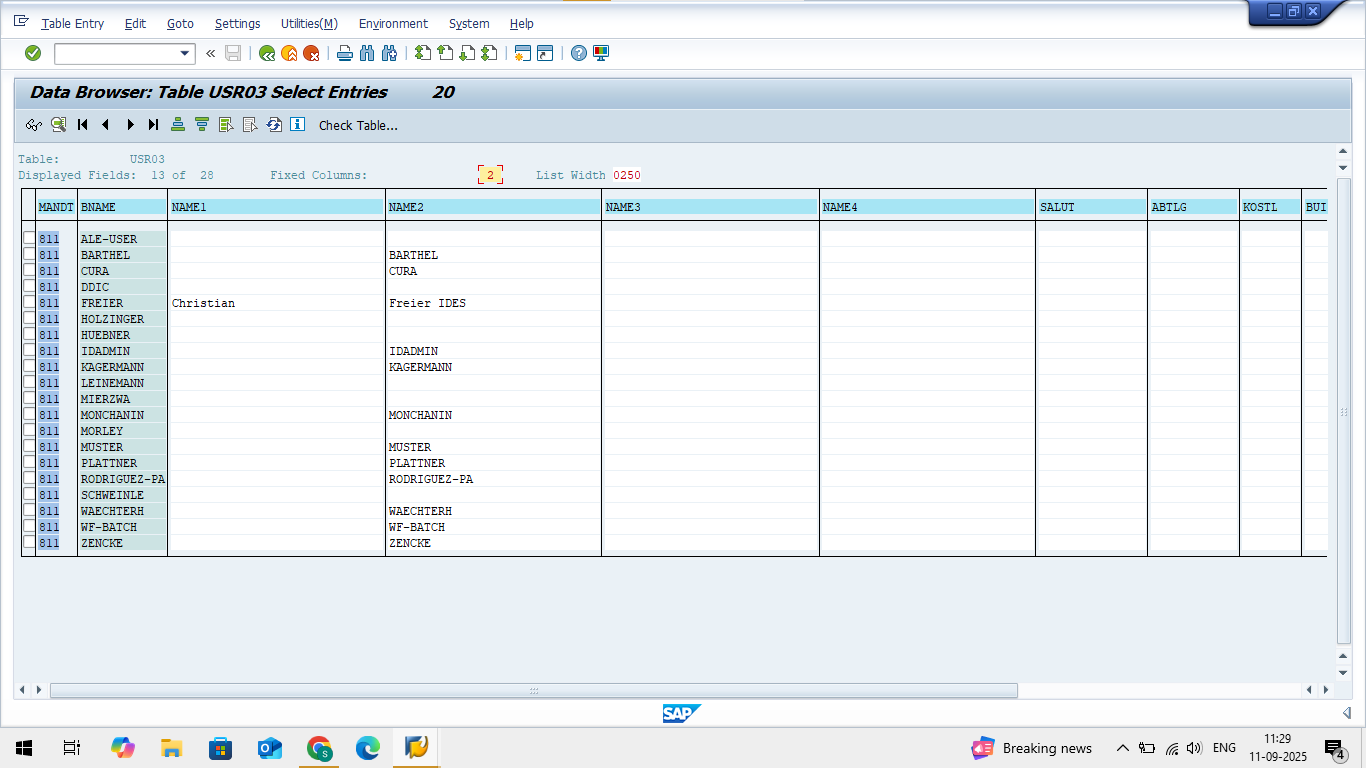 Table Entry Edit Goto Settings Utilities(M) Environment System Help
Data Browser: Table USR03 Select Entries 20
Check Table...
Table: USR03
Displayed Fields: 13 of 28 Fixed Columns: 2 List Width 0250
MANDT BNAME NAME1 NAME2 NAME3 NAME4 SALUT ABTLG KOSTL BUI
811 ALE-USER
811 BARTHEL BARTHEL
811 CURA CURA
811 DDIC
811 FREIER Christian Freier IDES
811 HOLZINGER
811 HUEBNER
811 IDADMIN IDADMIN
811 KAGERMANN KAGERMANN
811 LEINEMANN
811 MIERZWA
811 MONCHANIN MONCHANIN
811 MORLEY
811 MUSTER MUSTER
811 PLATTNER PLATTNER
811 RODRIGUEZ-PA RODRIGUEZ-PA
811 SCHWEINLE
811 WAECHTERH WAECHTERH
811 WF-BATCH WF-BATCH
811 ZENCKE ZENCKE
SAP
Breaking news ENG 11:29
11-09-2025 4